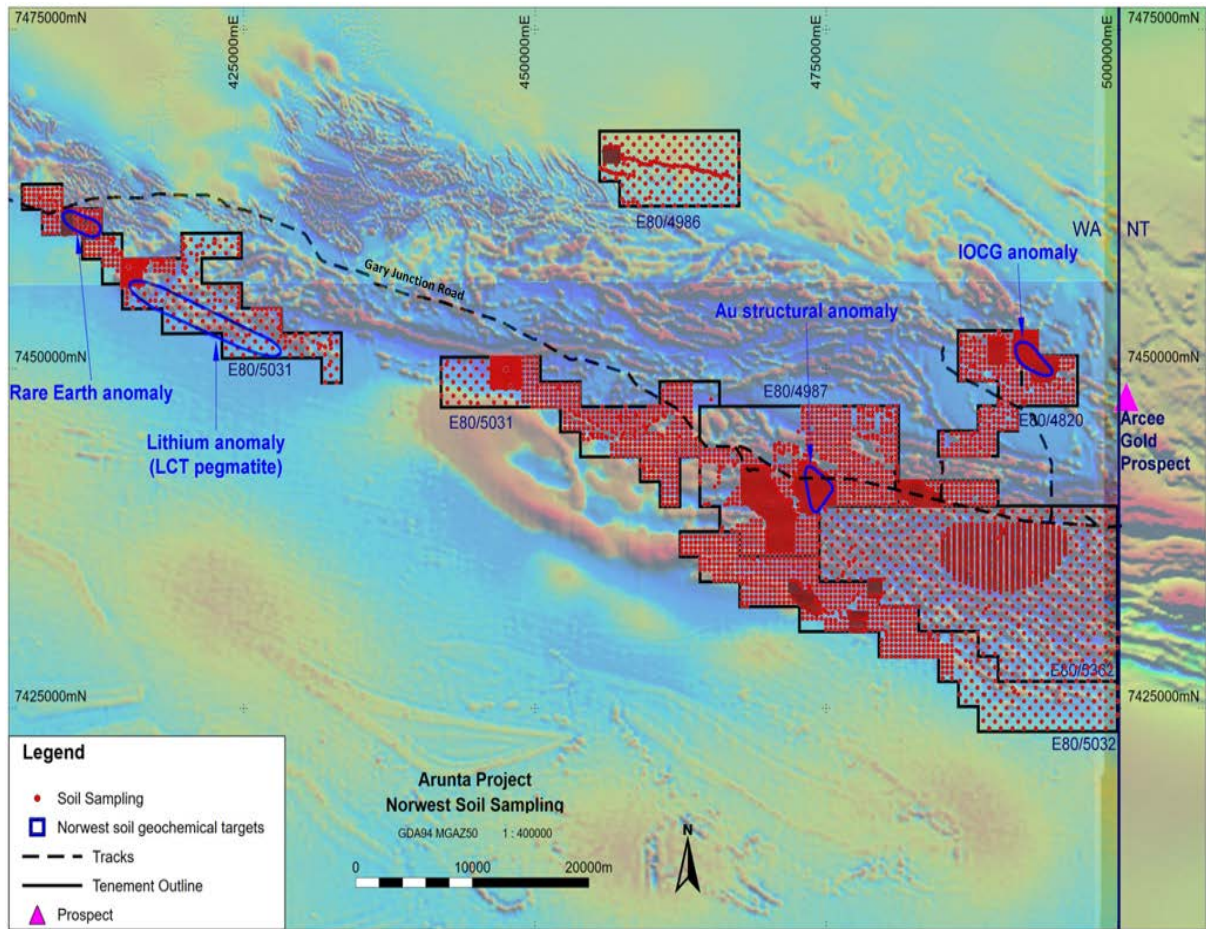 7475000mN
425000mE
450000mE
475000mE
500000mE
7475000mN
E80/4986
WA
NT
IOCG anomaly
Gary Junction Road
Au structural anomaly
7450000mN
7450000mN
E80/5031
Rare Earth anomaly
E80/4987
E80/5031
E80/4820
Arcee
Gold
Prospect
Lithium anomaly
(LCT pegmatite)
E80/5362
7425000mN
7425000mN
E80/5032
Legend
Soil Sampling
Norwest soil geochemical targets
Tracks
Tenement Outline
Prospect
Arunta Project
Norwest Soil Sampling
GDA94 MGAZ50 1 : 400000
0 10000 20000m
N